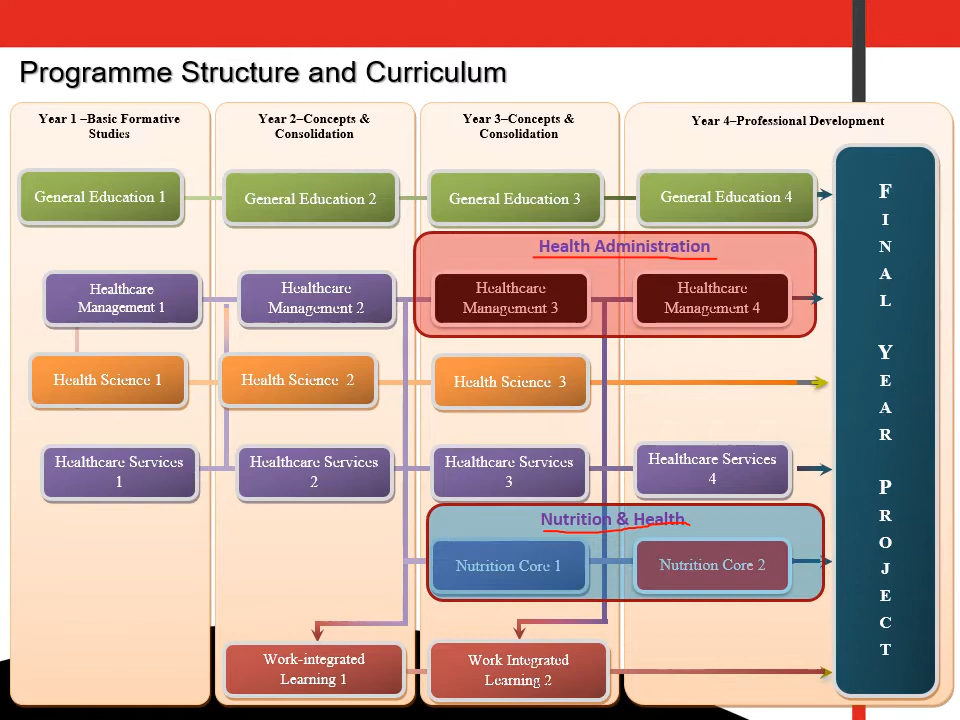 Programme Structure and Curriculum
Year 1 –Basic Formative
Studies
Year 2–Concepts &
Consolidation
Year 3–Concepts &
Consolidation
Year 4–Professional Development
General Education 1
General Education 2
General Education 3
General Education 4
Health Administration
Healthcare
Management 1
Healthcare
Management 2
Healthcare
Management 3
Healthcare
Management 4
Health Science 1
Health Science  2
Health Science  3
Healthcare Services
1
Healthcare Services
2
Healthcare Services
3
Healthcare Services
4
Nutrition & Health
Nutrition Core 1
Nutrition Core 2
Work-integrated
Learning 1
Work Integrated
Learning 2
F
I
N
A
L
Y
E
A
R
P
R
O
J
E
C
T